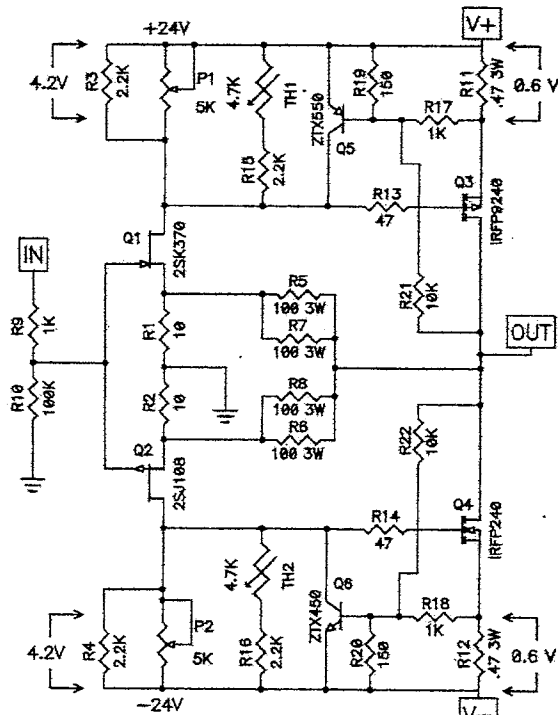 +24V
V+
4.2V
R3
2.2K
P1
5K
4.7K
TH1
R15
2.2K
ZTX550
Q5
R19
150
R17
1K
R11
.47 3W
0.6 V
R13
47
Q3
IRFP9240
Q1
2SK370
IN
R9
1K
R10
100K
R1
10
R2
10
R5
100 3W
R7
100 3W
R8
100 3W
R6
100 3W
R21
10K
OUT
R22
10K
Q2
2SJ108
R14
47
Q4
IRFP240
4.7K
TH2
R16
2.2K
ZTX450
Q6
R20
150
R18
1K
R12
.47 3W
0.6 V
4.2V
R4
2.2K
P2
5K
-24V